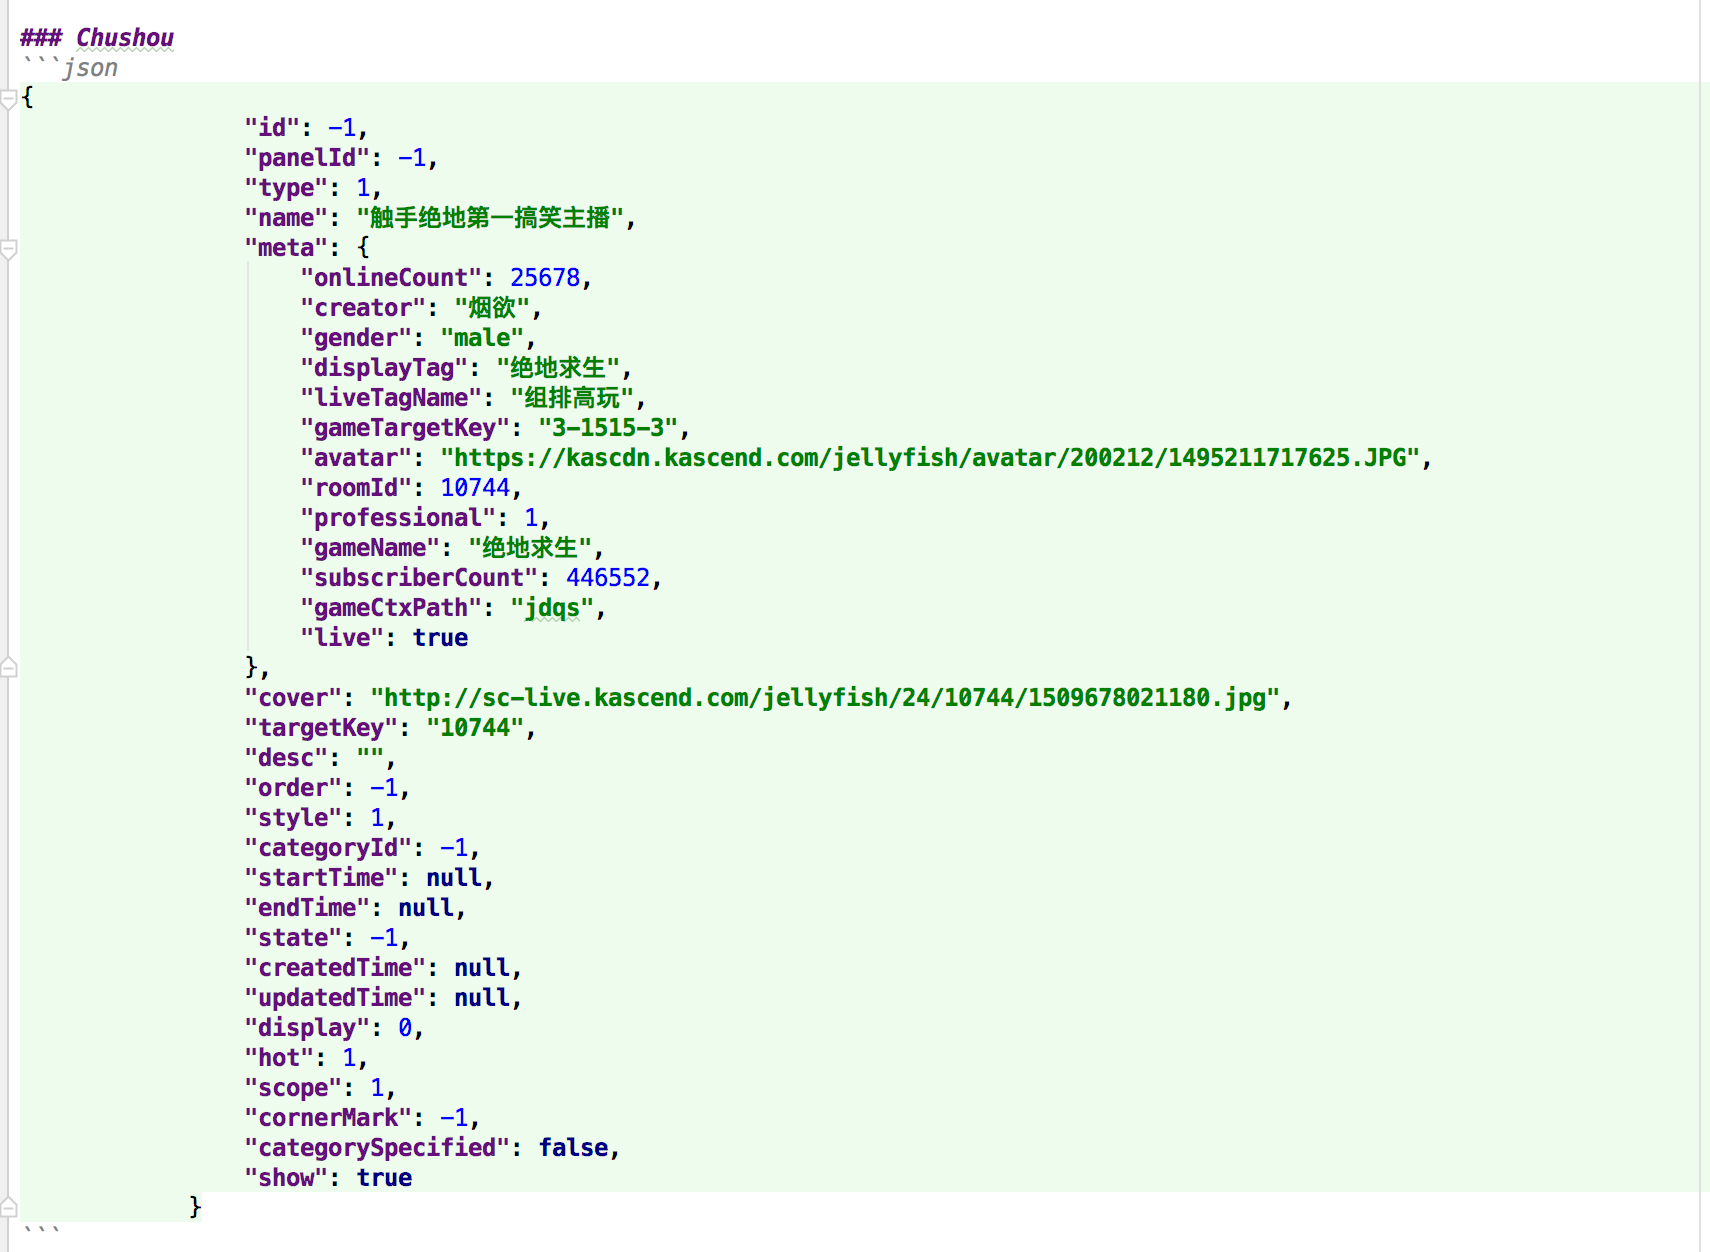 ### Chushou
```json
{
"id": -1,
"panelId": -1,
"type": 1,
"name": "触手绝地第一搞笑主播",
"meta": {
"onlineCount": 25678,
"creator": "烟欲",
"gender": "male",
"displayTag": "绝地求生",
"liveTagName": "组排高玩",
"gameTargetKey": "3-1515-3",
"avatar": "https://kascdn.kascend.com/jellyfish/avatar/200212/1495211717625.JPG",
"roomId": 10744,
"professional": 1,
"gameName": "绝地求生",
"subscriberCount": 446552,
"gameCtxPath": "jdqs",
"live": true
},
"cover": "http://sc-live.kascend.com/jellyfish/24/10744/1509678021180.jpg",
"targetKey": "10744",
"desc": "",
"order": -1,
"style": 1,
"categoryId": -1,
"startTime": null,
"endTime": null,
"state": -1,
"createdTime": null,
"updatedTime": null,
"display": 0,
"hot": 1,
"scope": 1,
"cornerMark": -1,
"categorySpecified": false,
"show": true
}
```